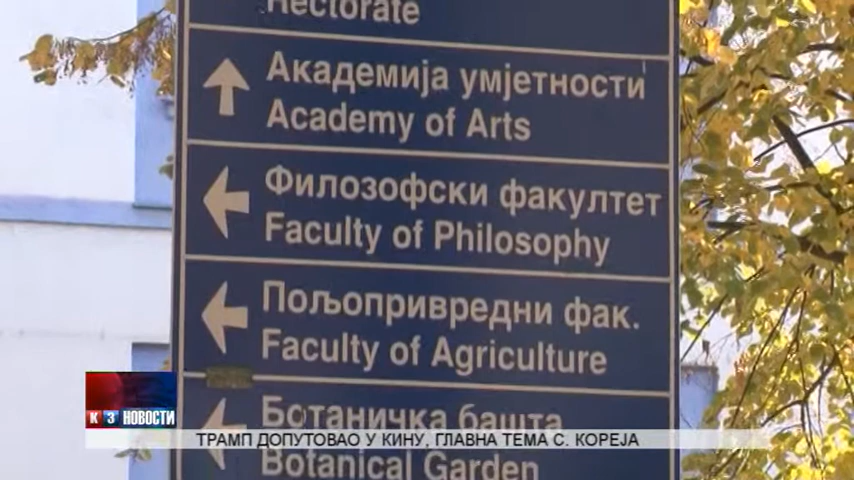 Rectorate
Академија умјетности
Academy of Arts
Филозофски факултет
Faculty of Philosophy
Пољопривредни фак.
Faculty of Agriculture
Ботаничка башта
Botanical Garden
К3 НОВОСТИ
ТРАМП ДОПУТОВАО У КИНУ, ГЛАВНА ТЕМА С. КОРЕЈА